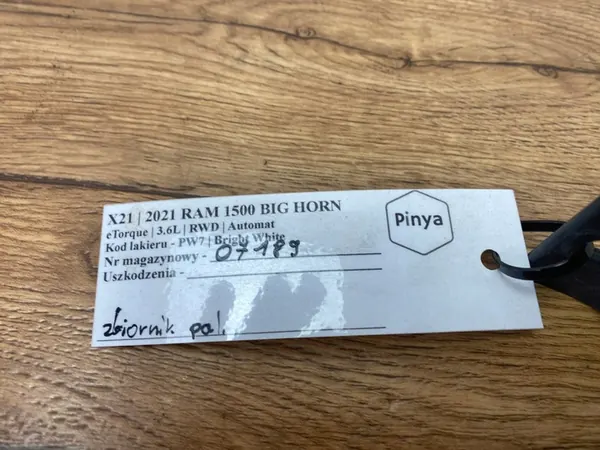 X21 | 2021 RAM 1500 BIG HORN
eTorque | 3.6L | RWD | Automat
Kod lakieru - PW7 | Bright White
Nr magazynowy - 07189
Uszkodzenia -
zbiornik pal.
Pinya